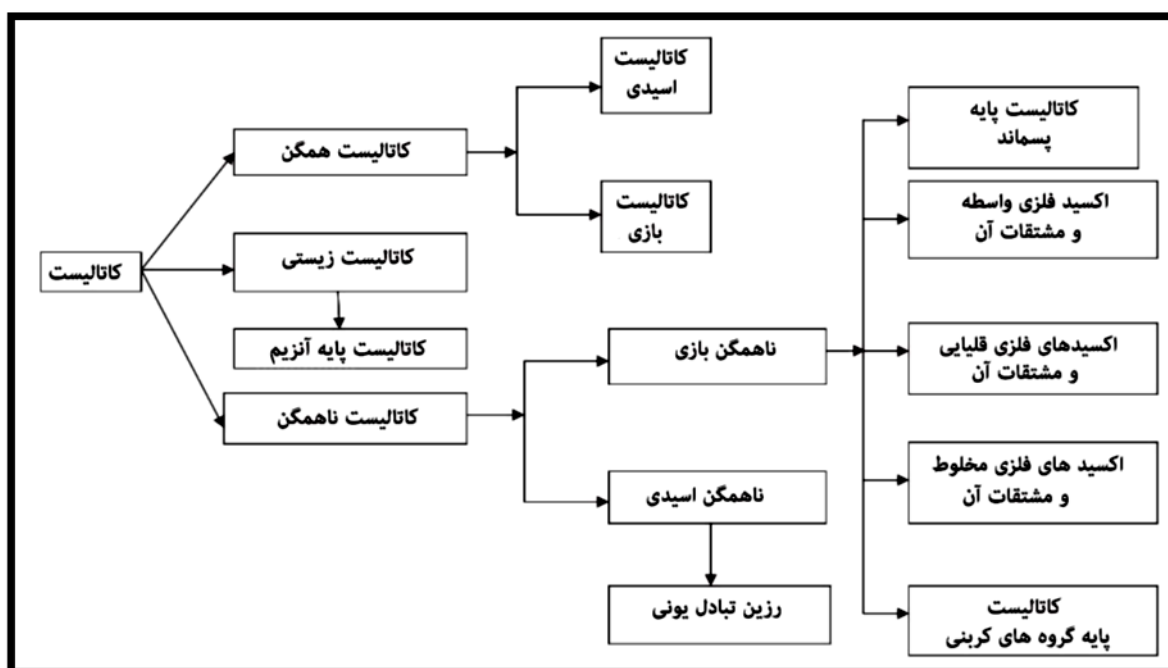 کاتالیست
کاتالیست همگن
کاتالیست
اسیدی
کاتالیست
بازی
کاتالیست زیستی
کاتالیست پایه آنزیم
کاتالیست ناهمگن
ناهمگن بازی
ناهمگن اسیدی
رزین تبادل یونی
کاتالیست پایه
پسماند
اکسید فلزی واسطه
و مشتقات آن
اکسیدهای فلزی قلیایی
و مشتقات آن
اکسید های فلزی مخلوط
و مشتقات آن
کاتالیست
پایه گروه های کربنی